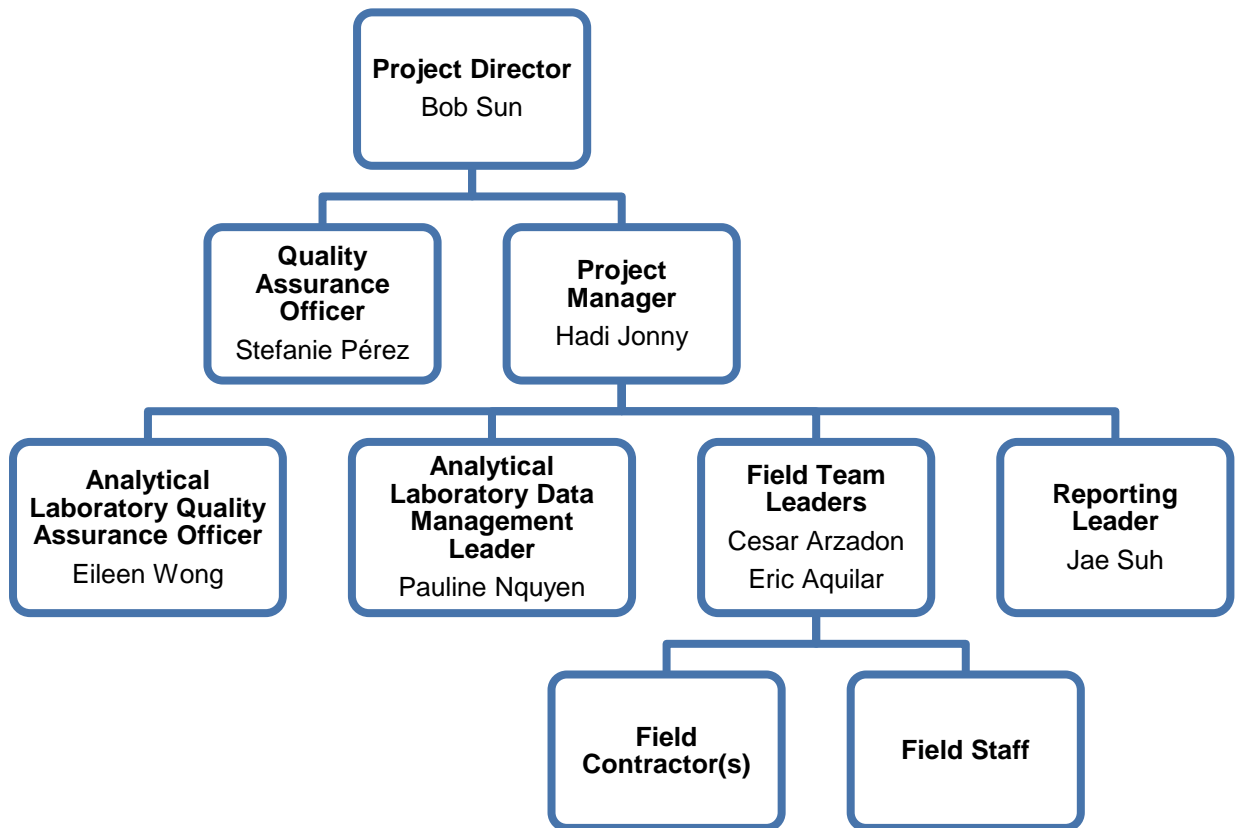 Project Director
Bob Sun
Quality
Assurance
Officer
Stefanie Pérez
Project
Manager
Hadi Jonny
Analytical
Laboratory Quality
Assurance Officer
Eileen Wong
Analytical
Laboratory Data
Management
Leader
Pauline Nquyen
Field Team
Leaders
Cesar Arzadon
Eric Aquilar
Reporting
Leader
Jae Suh
Field
Contractor(s)
Field Staff